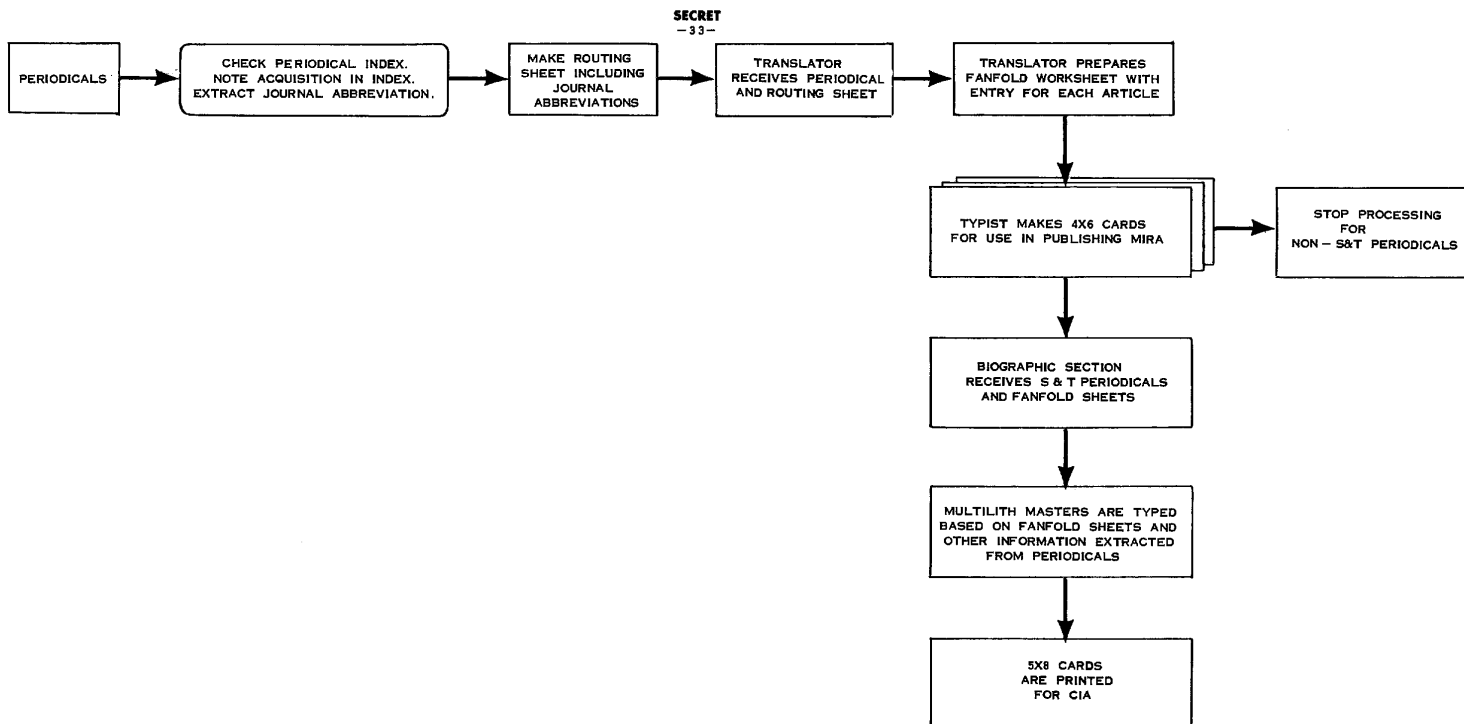 SECRET
-33-
PERIODICALS
CHECK PERIODICAL INDEX.
NOTE ACQUISITION IN INDEX.
EXTRACT JOURNAL ABBREVIATION.
MAKE ROUTING
SHEET INCLUDING
JOURNAL
ABBREVIATIONS
TRANSLATOR
RECEIVES PERIODICAL
AND ROUTING SHEET
TRANSLATOR PREPARES
FANFOLD WORKSHEET WITH
ENTRY FOR EACH ARTICLE
TYPIST MAKES 4X6 CARDS
FOR USE IN PUBLISHING MIRA
STOP PROCESSING
FOR
NON - S&T PERIODICALS
BIOGRAPHIC SECTION
RECEIVES S & T PERIODICALS
AND FANFOLD SHEETS
MULTILITH MASTERS ARE TYPED
BASED ON FANFOLD SHEETS AND
OTHER INFORMATION EXTRACTED
FROM PERIODICALS
5X8 CARDS
ARE PRINTED
FOR CIA